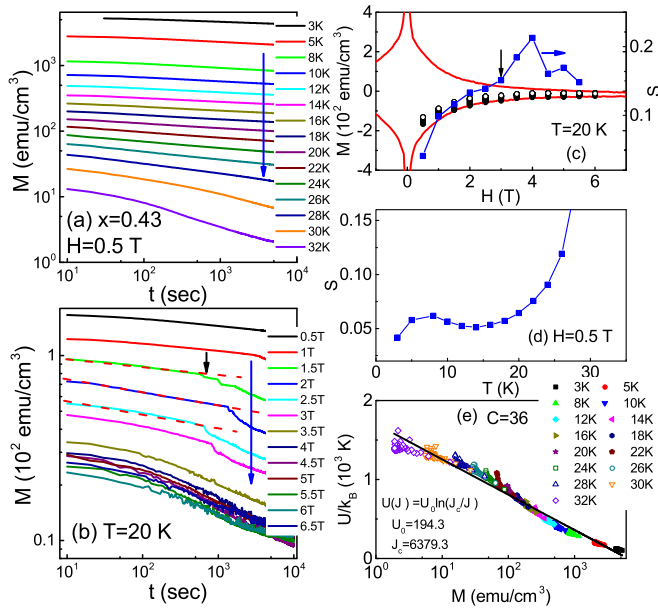 10³
10²
10¹
10⁰
M (emu/cm³)
(a) x=0.43
H=0.5 T
10¹ 10² 10³ 10⁴
t (sec)
3K
5K
8K
10K
12K
14K
16K
18K
20K
22K
24K
26K
28K
30K
32K
1
0.1
M (10² emu/cm³)
(b) T=20 K
10¹ 10² 10³ 10⁴
t (sec)
0.5T
1T
1.5T
2T
2.5T
3T
3.5T
4T
4.5T
5T
5.5T
6T
6.5T
4
2
0
-2
-4
M (10² emu/cm³)
0.2
0.1
S
T=20 K
(c)
0 2 4 6
H (T)
0.15
0.10
0.05
S
(d) H=0.5 T
0 10 20 30
T (K)
3K 5K
8K 10K
12K 14K
16K 18K
20K 22K
24K 26K
28K 30K
32K
(e) C=36
2.0
1.5
1.0
0.5
0.0
U/k_B (10³ K)
U(J )=U₀ln(J_c/J )
U₀=194.3
J_c=6379.3
10⁰ 10¹ 10² 10³
M (emu/cm³)